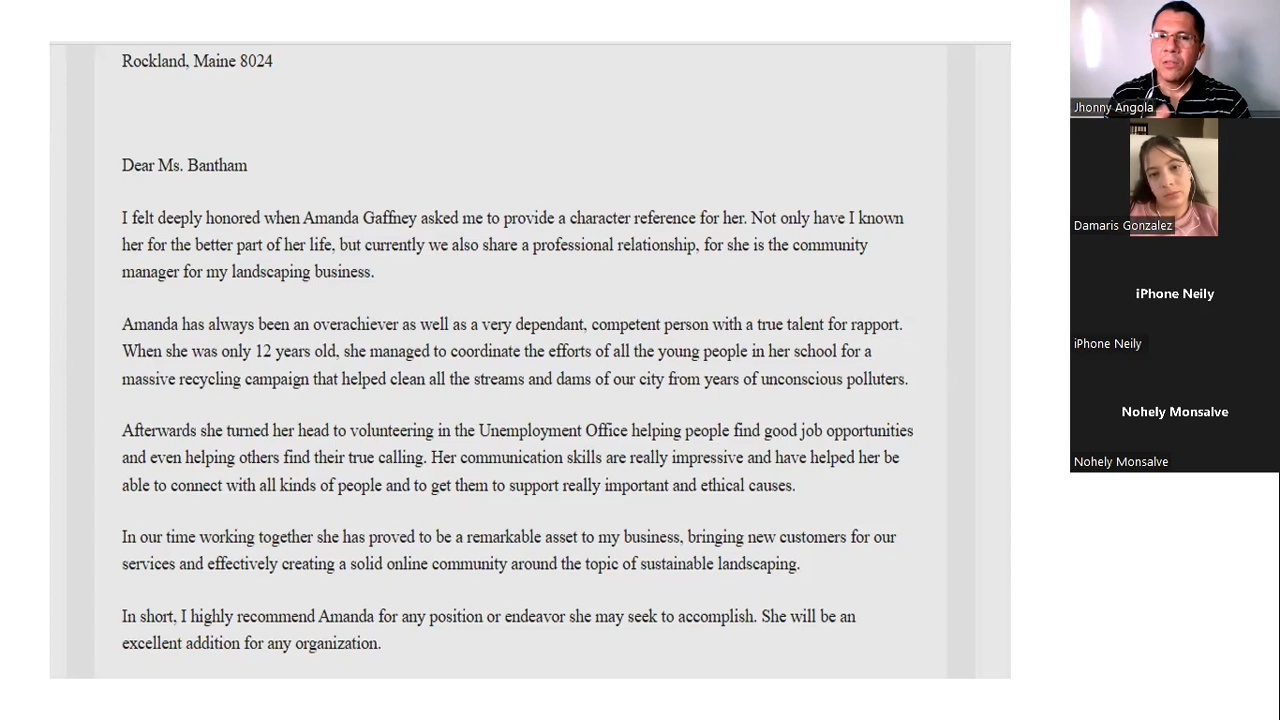 Rockland, Maine 8024
Dear Ms. Bantham
I felt deeply honored when Amanda Gaffney asked me to provide a character reference for her. Not only have I known
her for the better part of her life, but currently we also share a professional relationship, for she is the community
manager for my landscaping business.
Amanda has always been an overachiever as well as a very dependant, competent person with a true talent for rapport.
When she was only 12 years old, she managed to coordinate the efforts of all the young people in her school for a
massive recycling campaign that helped clean all the streams and dams of our city from years of unconscious polluters.
Afterwards she turned her head to volunteering in the Unemployment Office helping people find good job opportunities
and even helping others find their true calling. Her communication skills are really impressive and have helped her be
able to connect with all kinds of people and to get them to support really important and ethical causes.
In our time working together she has proved to be a remarkable asset to my business, bringing new customers for our
services and effectively creating a solid online community around the topic of sustainable landscaping.
In short, I highly recommend Amanda for any position or endeavor she may seek to accomplish. She will be an
excellent addition for any organization.
Jhonny Angola
Damaris Gonzalez
iPhone Neily
iPhone Neily
Nohely Monsalve
Nohely Monsalve